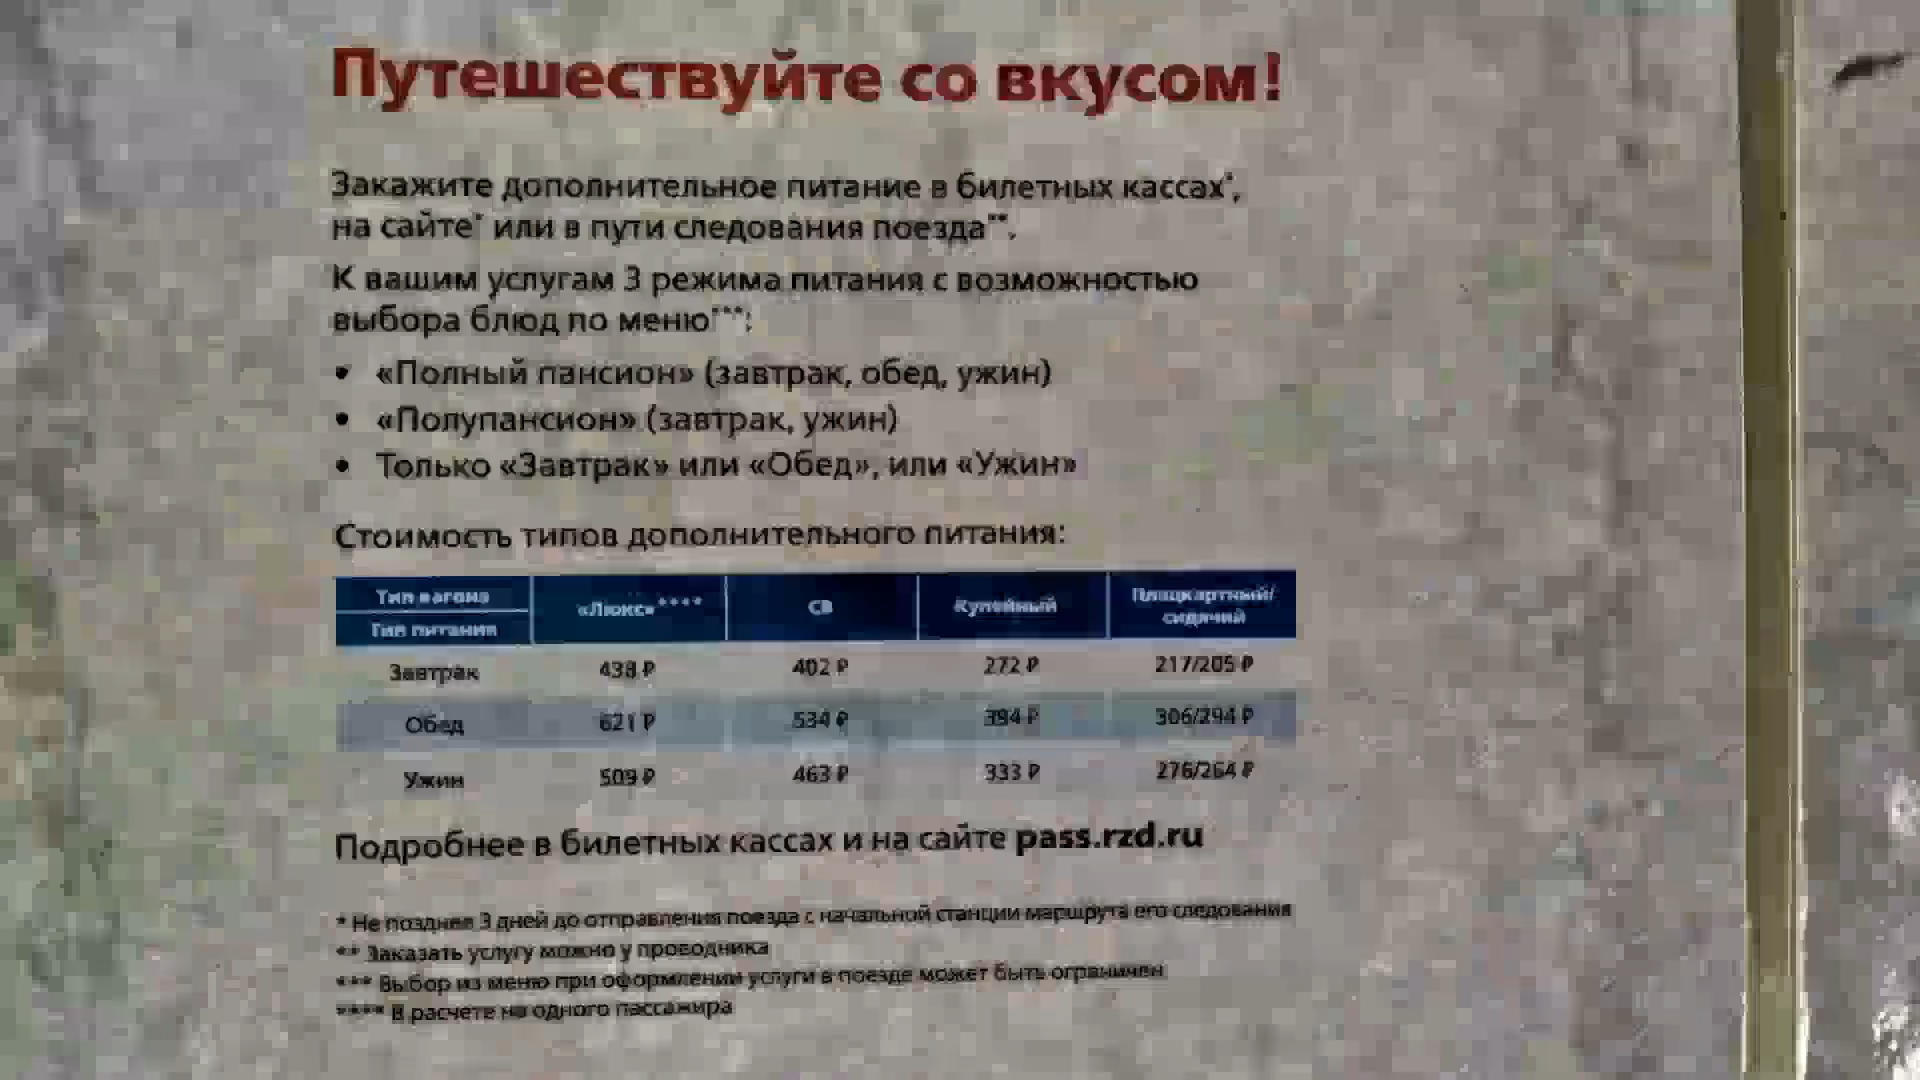 Путешествуйте со вкусом!
Закажите дополнительное питание в билетных кассах*,
на сайте* или в пути следования поезда**.
К вашим услугам 3 режима питания с возможностью
выбора блюд по меню***:
• «Полный пансион» (завтрак, обед, ужин)
• «Полупансион» (завтрак, ужин)
• Только «Завтрак» или «Обед», или «Ужин»
Стоимость типов дополнительного питания:
Тип вагона
Тип питания
«Люкс»**** СВ Купейный Плацкартный/
сидячий
Завтрак 438 ₽ 402 ₽ 272 ₽ 217/205 ₽
Обед 621 ₽ 534 ₽ 394 ₽ 306/294 ₽
Ужин 509 ₽ 463 ₽ 333 ₽ 276/264 ₽
Подробнее в билетных кассах и на сайте pass.rzd.ru
* Не позднее 3 дней до отправления поезда с начальной станции маршрута его следования
** Заказать услугу можно у проводника
*** Выбор из меню при оформлении услуги в поезде может быть ограничен
**** В расчете на одного пассажира